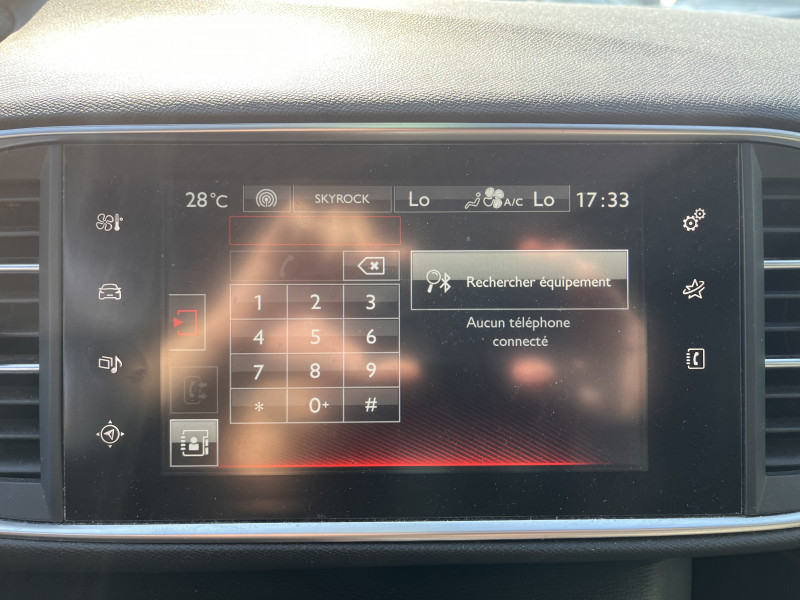 28°C SKYROCK Lo A/C Lo 17:33
Rechercher équipement
Aucun téléphone
connecté
1 2 3
4 5 6
7 8 9
* 0+ #